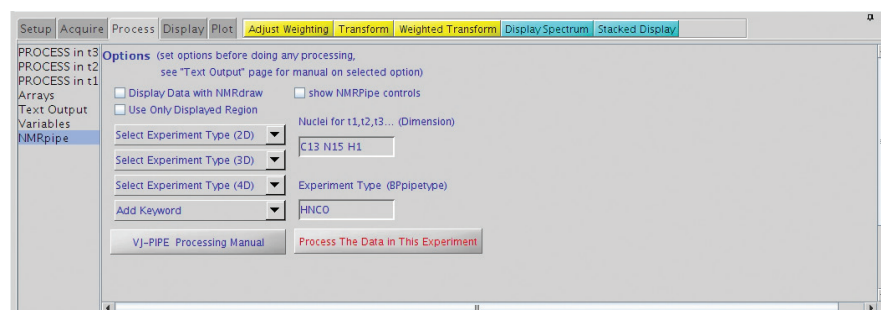 Setup Acquire Process Display Plot Adjust Weighting Transform Weighted Transform Display Spectrum Stacked Display
PROCESS in t3
PROCESS in t2
PROCESS in t1
Arrays
Text Output
Variables
NMRpipe
Options (set options before doing any processing,
see "Text Output" page for manual on selected option)
Display Data with NMRdraw
show NMRPipe controls
Use Only Displayed Region
Nuclei for t1,t2,t3... (Dimension)
Select Experiment Type (2D)
C13 N15 H1
Select Experiment Type (3D)
Select Experiment Type (4D)
Experiment Type (BPpipetype)
Add Keyword
HNCO
VJ-PIPE Processing Manual
Process The Data in This Experiment